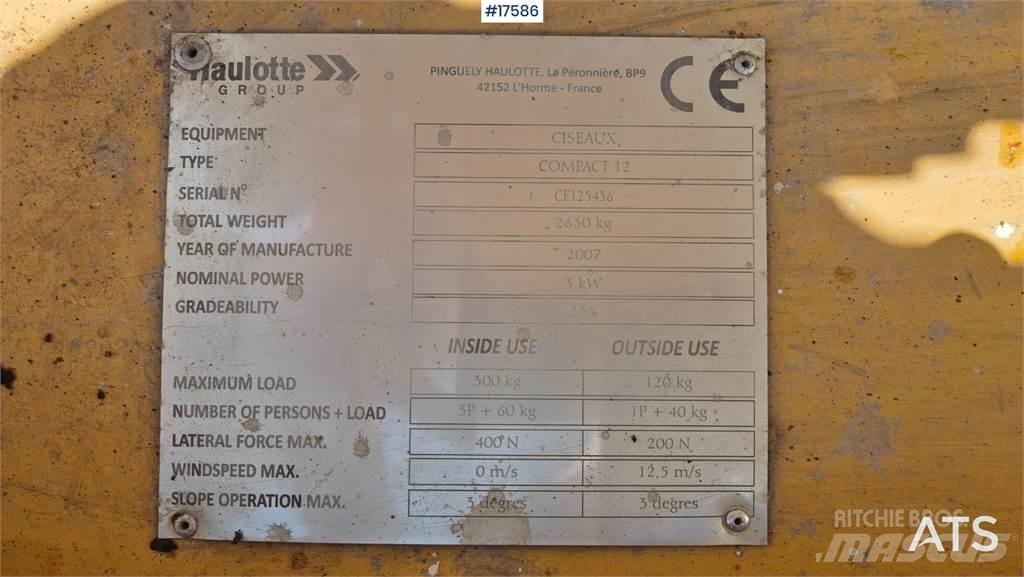 #17586
Haulotte
GROUP
PINGUELY HAULOTTE, La Péronnière, BP9
42152 L'Horme - France
CE
EQUIPMENT CISEAUX
TYPE COMPACT 12
SERIAL N° CE125436
TOTAL WEIGHT 2630 kg
YEAR OF MANUFACTURE 2007
NOMINAL POWER 3 kW
GRADEABILITY 23%
INSIDE USE OUTSIDE USE
MAXIMUM LOAD 300 kg 120 kg
NUMBER OF PERSONS + LOAD 3P + 60 kg 1P + 40 kg
LATERAL FORCE MAX. 400 N 200 N
WINDSPEED MAX. 0 m/s 12,5 m/s
SLOPE OPERATION MAX. 3 degres 3 degres
RITCHIE BROS
MASCUS
ATS